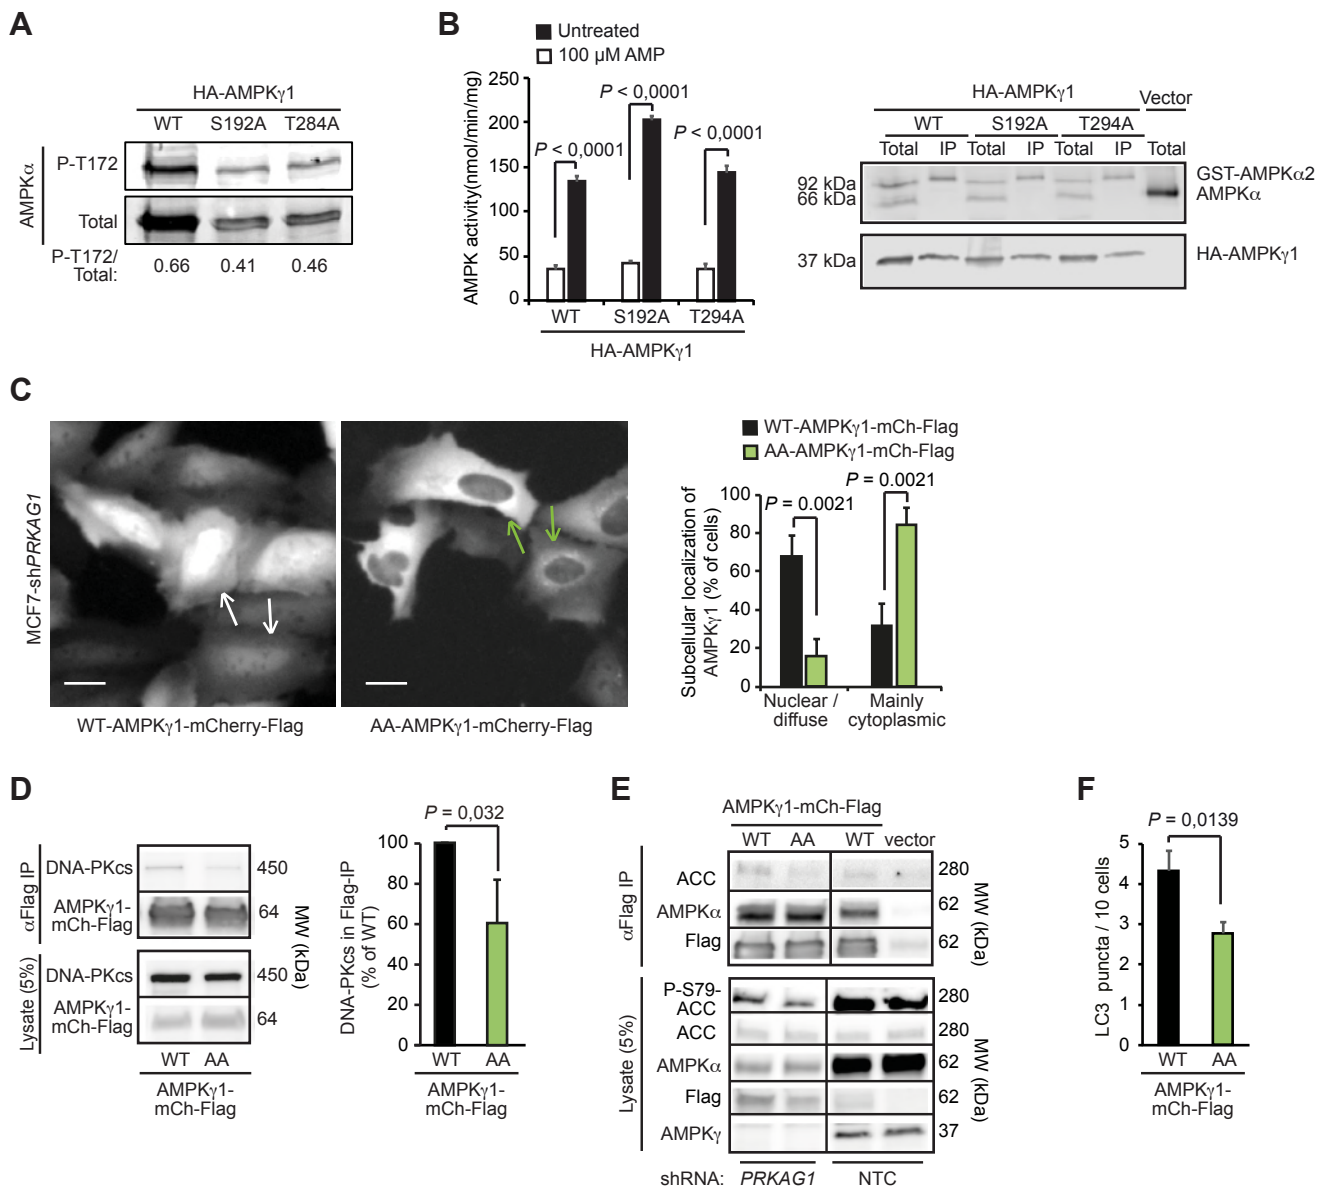 A
HA-AMPKγ1
WT S192A T284A
AMPKα
P-T172
Total
P-T172/
Total:
0.66 0.41 0.46
B
Untreated
100 µM AMP
AMPK activity(nmol/min/mg)
250
200
150
100
50
0
P < 0,0001
P < 0,0001
P < 0,0001
WT S192A T294A
HA-AMPKγ1
HA-AMPKγ1
Vector
WT S192A T294A
Total IP Total IP Total IP Total
92 kDa
66 kDa
GST-AMPKα2
AMPKα
37 kDa
HA-AMPKγ1
C
MCF7-shPRKAG1
WT-AMPKγ1-mCherry-Flag
AA-AMPKγ1-mCherry-Flag
WT-AMPKγ1-mCh-Flag
AA-AMPKγ1-mCh-Flag
Subcellular localization of
AMPKγ1 (% of cells)
100
80
60
40
20
0
P = 0.0021
P = 0.0021
Nuclear /
diffuse
Mainly
cytoplasmic
D
αFlag IP
DNA-PKcs
450
AMPKγ1-
mCh-Flag
64
Lysate (5%)
DNA-PKcs
450
AMPKγ1-
mCh-Flag
64
MW (kDa)
WT AA
AMPKγ1-
mCh-Flag
DNA-PKcs in Flag-IP
(% of WT)
P = 0,032
100
80
60
40
20
0
WT AA
AMPKγ1-
mCh-Flag
E
AMPKγ1-mCh-Flag
WT AA WT vector
αFlag IP
ACC
280
AMPKα
62
Flag
62
MW (kDa)
Lysate (5%)
P-S79-
ACC
280
ACC
280
AMPKα
62
Flag
62
AMPKγ
37
MW (kDa)
shRNA: PRKAG1 NTC
F
P = 0,0139
LC3 puncta / 10 cells
5
4
3
2
1
0
WT AA
AMPKγ1-
mCh-Flag